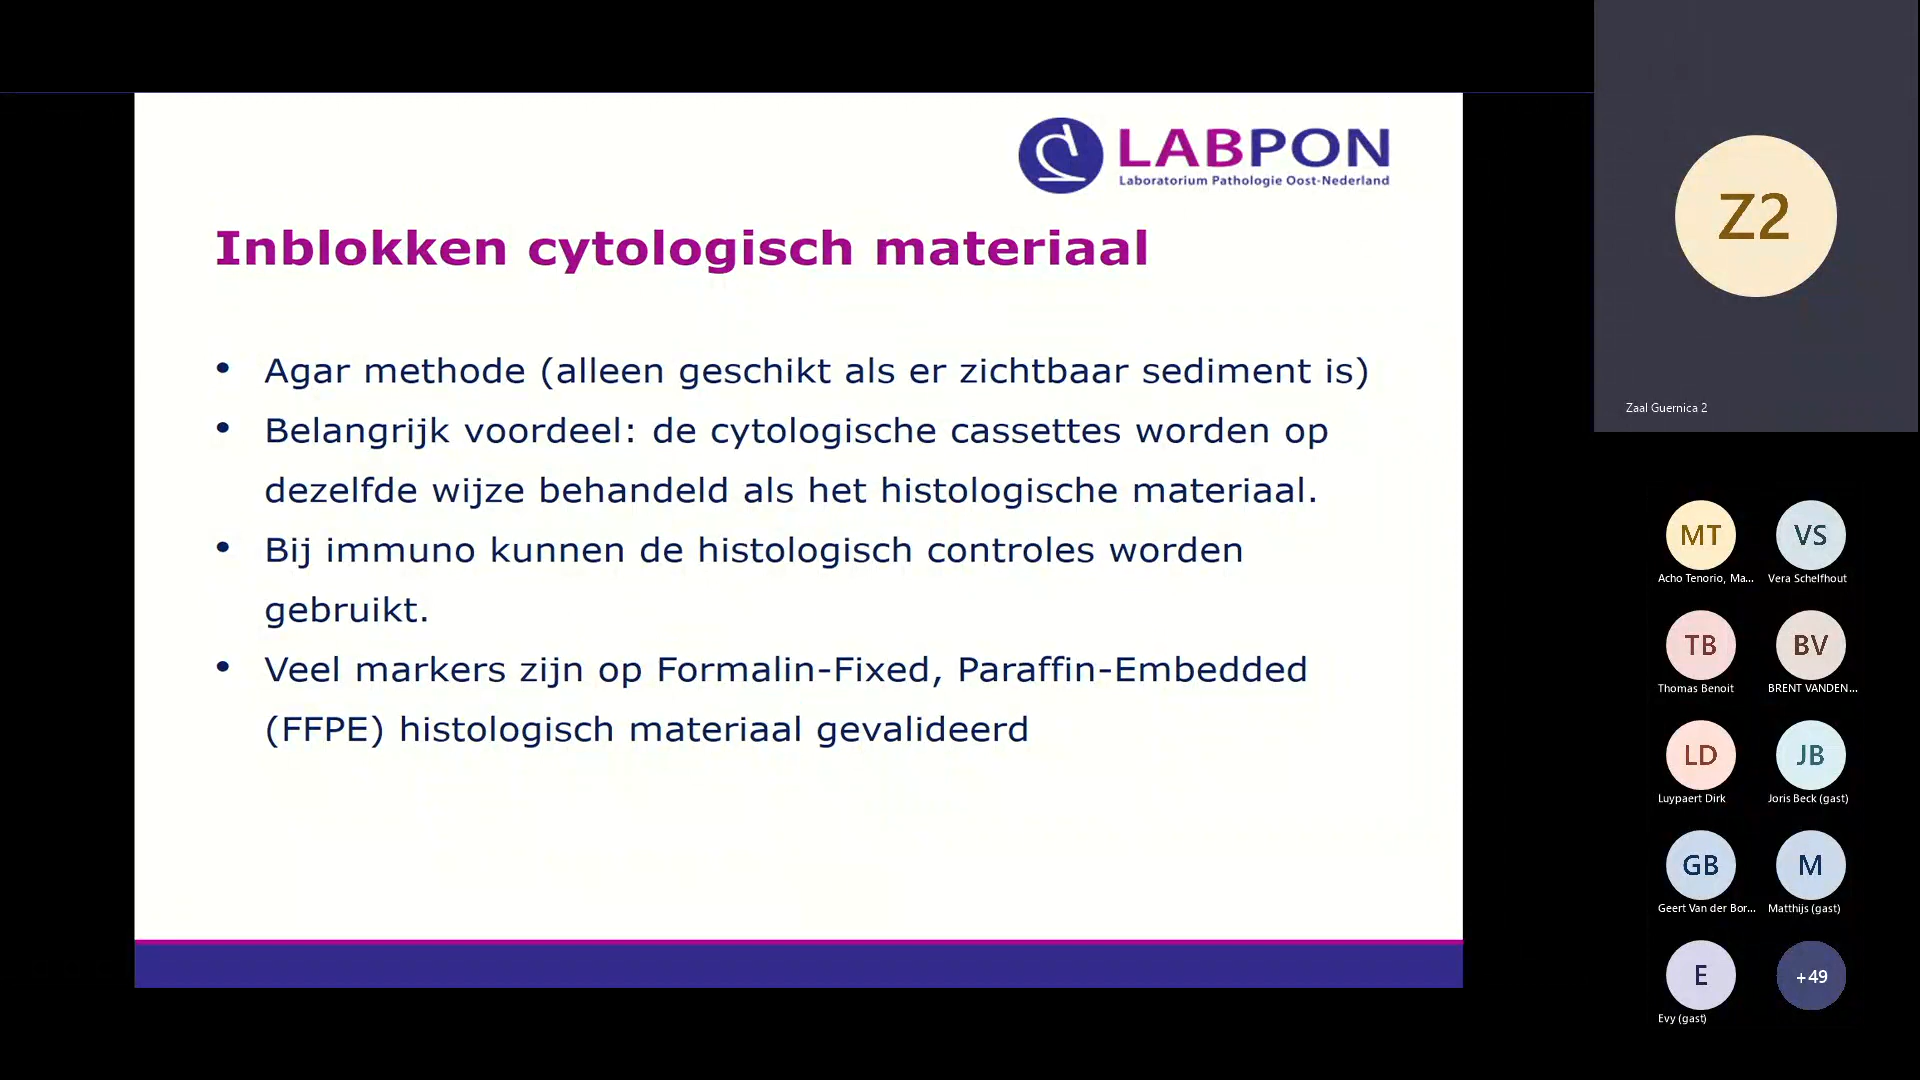 LABPON
Laboratorium Pathologie Oost-Nederland
Inblokken cytologisch materiaal
• Agar methode (alleen geschikt als er zichtbaar sediment is)
• Belangrijk voordeel: de cytologische cassettes worden op
dezelfde wijze behandeld als het histologische materiaal.
• Bij immuno kunnen de histologisch controles worden
gebruikt.
• Veel markers zijn op Formalin-Fixed, Paraffin-Embedded
(FFPE) histologisch materiaal gevalideerd
Z2
Zaal Guernica 2
MT
VS
Acho Tenorio, Ma...
Vera Schelfhout
TB
BV
Thomas Benoit
BRENT VANDEN...
LD
JB
Luypaert Dirk
Joris Beck (gast)
GB
M
Geert Van der Bor...
Matthijs (gast)
E
+49
Evy (gast)